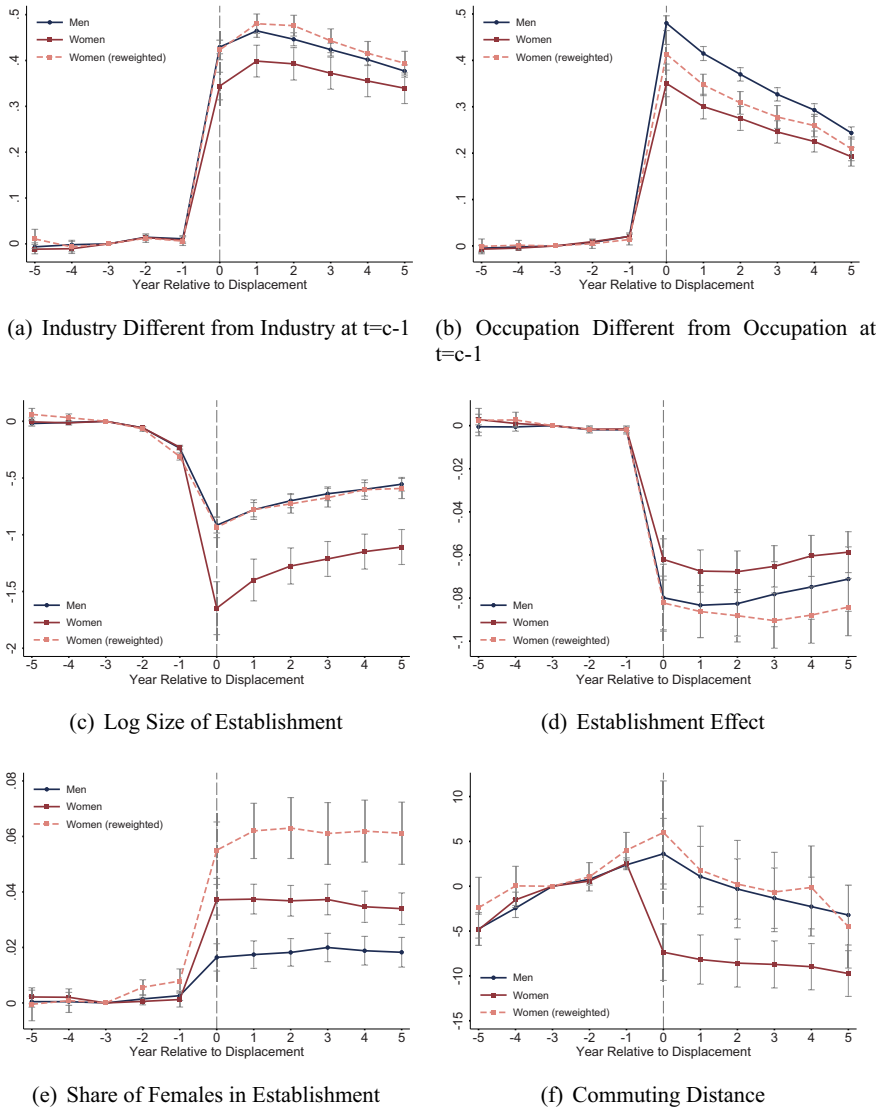 .5
.4
.3
.2
.1
0
Men
Women
Women (reweighted)
-5 -4 -3 -2 -1 0 1 2 3 4 5
Year Relative to Displacement
(a) Industry Different from Industry at t=c-1
.5
.4
.3
.2
.1
0
Men
Women
Women (reweighted)
-5 -4 -3 -2 -1 0 1 2 3 4 5
Year Relative to Displacement
(b) Occupation Different from Occupation at
t=c-1
0
-.5
-1
-1.5
-2
Men
Women
Women (reweighted)
-5 -4 -3 -2 -1 0 1 2 3 4 5
Year Relative to Displacement
(c) Log Size of Establishment
0
-.02
-.04
-.06
-.08
-.1
Men
Women
Women (reweighted)
-5 -4 -3 -2 -1 0 1 2 3 4 5
Year Relative to Displacement
(d) Establishment Effect
.08
.06
.04
.02
0
Men
Women
Women (reweighted)
-5 -4 -3 -2 -1 0 1 2 3 4 5
Year Relative to Displacement
(e) Share of Females in Establishment
10
5
0
-5
-10
-15
Men
Women
Women (reweighted)
-5 -4 -3 -2 -1 0 1 2 3 4 5
Year Relative to Displacement
(f) Commuting Distance